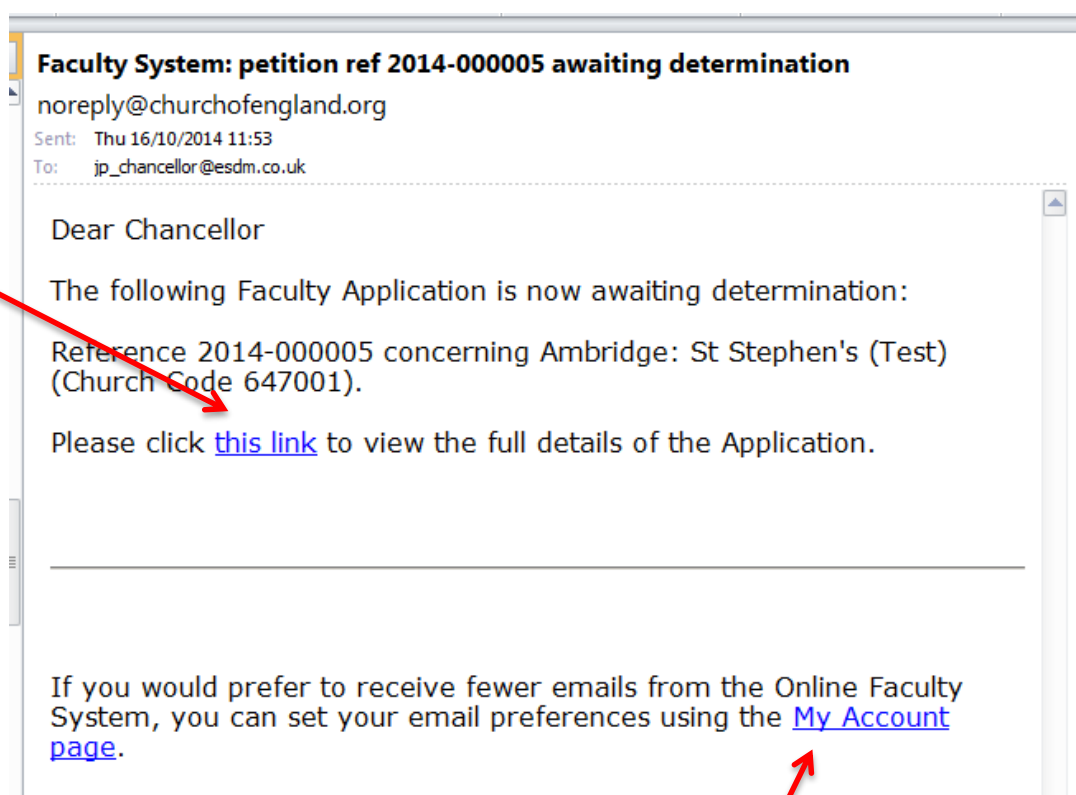 Faculty System: petition ref 2014-000005 awaiting determination
noreply@churchofengland.org
Sent: Thu 16/10/2014 11:53
To: jp_chancellor@esdm.co.uk
Dear Chancellor
The following Faculty Application is now awaiting determination:
Reference 2014-000005 concerning Ambridge: St Stephen's (Test)
(Church Code 647001).
Please click this link to view the full details of the Application.
If you would prefer to receive fewer emails from the Online Faculty
System, you can set your email preferences using the My Account
page.